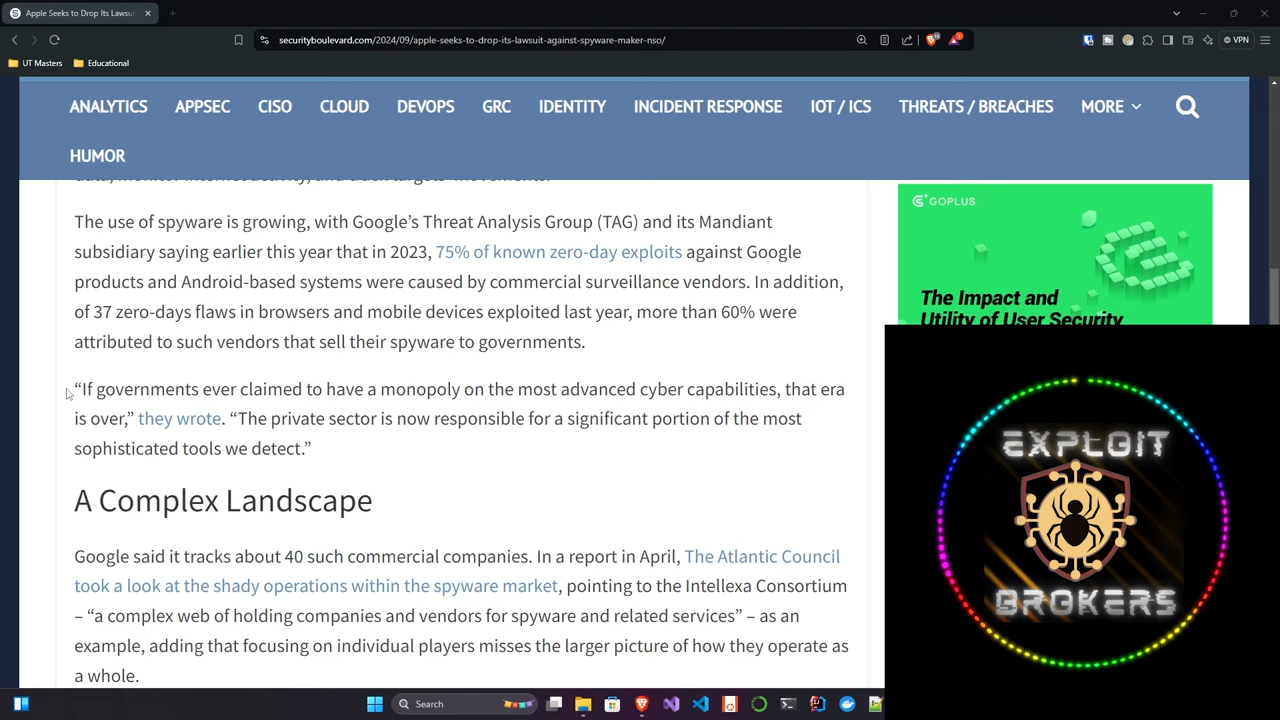 Apple Seeks to Drop Its Lawsui
securityboulevard.com/2024/09/apple-seeks-to-drop-its-lawsuit-against-spyware-maker-nso/
VPN
UT Masters
Educational
ANALYTICS APPSEC CISO CLOUD DEVOPS GRC IDENTITY INCIDENT RESPONSE IOT / ICS THREATS / BREACHES MORE
HUMOR
The use of spyware is growing, with Google’s Threat Analysis Group (TAG) and its Mandiant
subsidiary saying earlier this year that in 2023, 75% of known zero-day exploits against Google
products and Android-based systems were caused by commercial surveillance vendors. In addition,
of 37 zero-days flaws in browsers and mobile devices exploited last year, more than 60% were
attributed to such vendors that sell their spyware to governments.
“If governments ever claimed to have a monopoly on the most advanced cyber capabilities, that era
is over,” they wrote. “The private sector is now responsible for a significant portion of the most
sophisticated tools we detect.”
A Complex Landscape
Google said it tracks about 40 such commercial companies. In a report in April, The Atlantic Council
took a look at the shady operations within the spyware market, pointing to the Intellexa Consortium
– “a complex web of holding companies and vendors for spyware and related services” – as an
example, adding that focusing on individual players misses the larger picture of how they operate as
a whole.
GOPLUS
The Impact and
Utility of User Security
EXPLOIT
BROKERS
Search